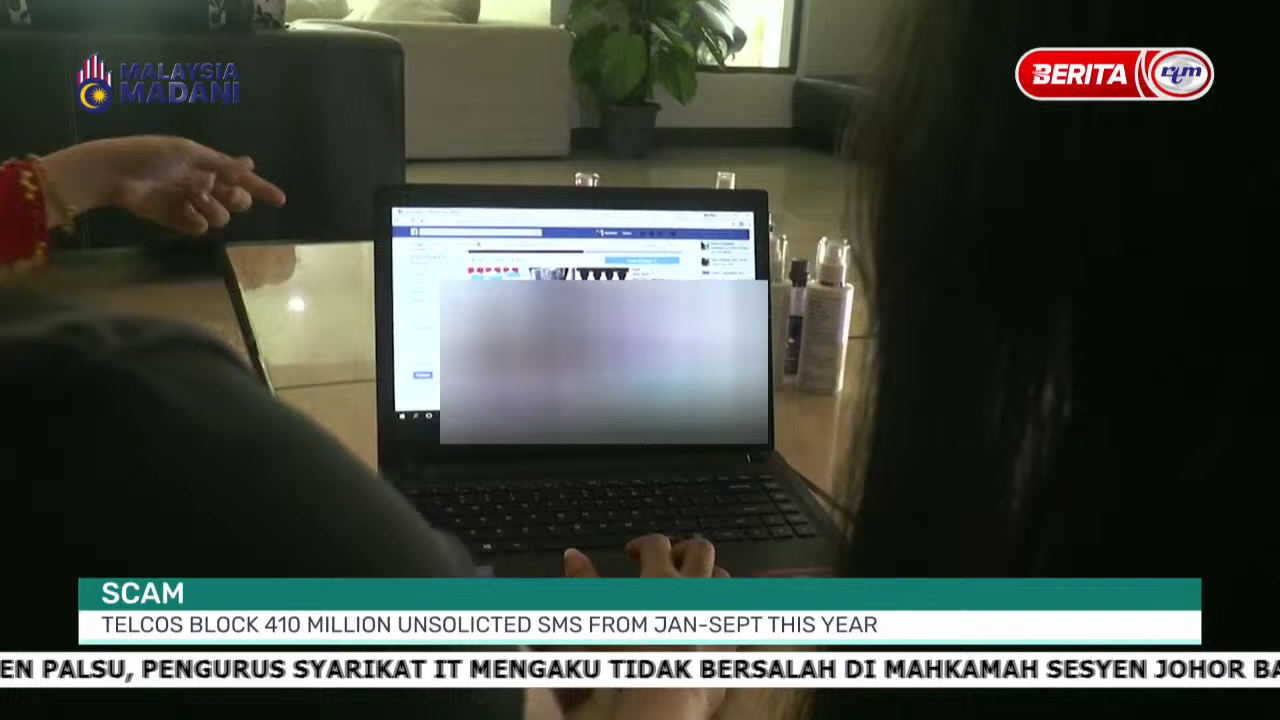 MALAYSIA
MADANI
BERITA rtm
SCAM
TELCOS BLOCK 410 MILLION UNSOLICTED SMS FROM JAN-SEPT THIS YEAR
EN PALSU, PENGURUS SYARIKAT IT MENGAKU TIDAK BERSALAH DI MAHKAMAH SESYEN JOHOR BA